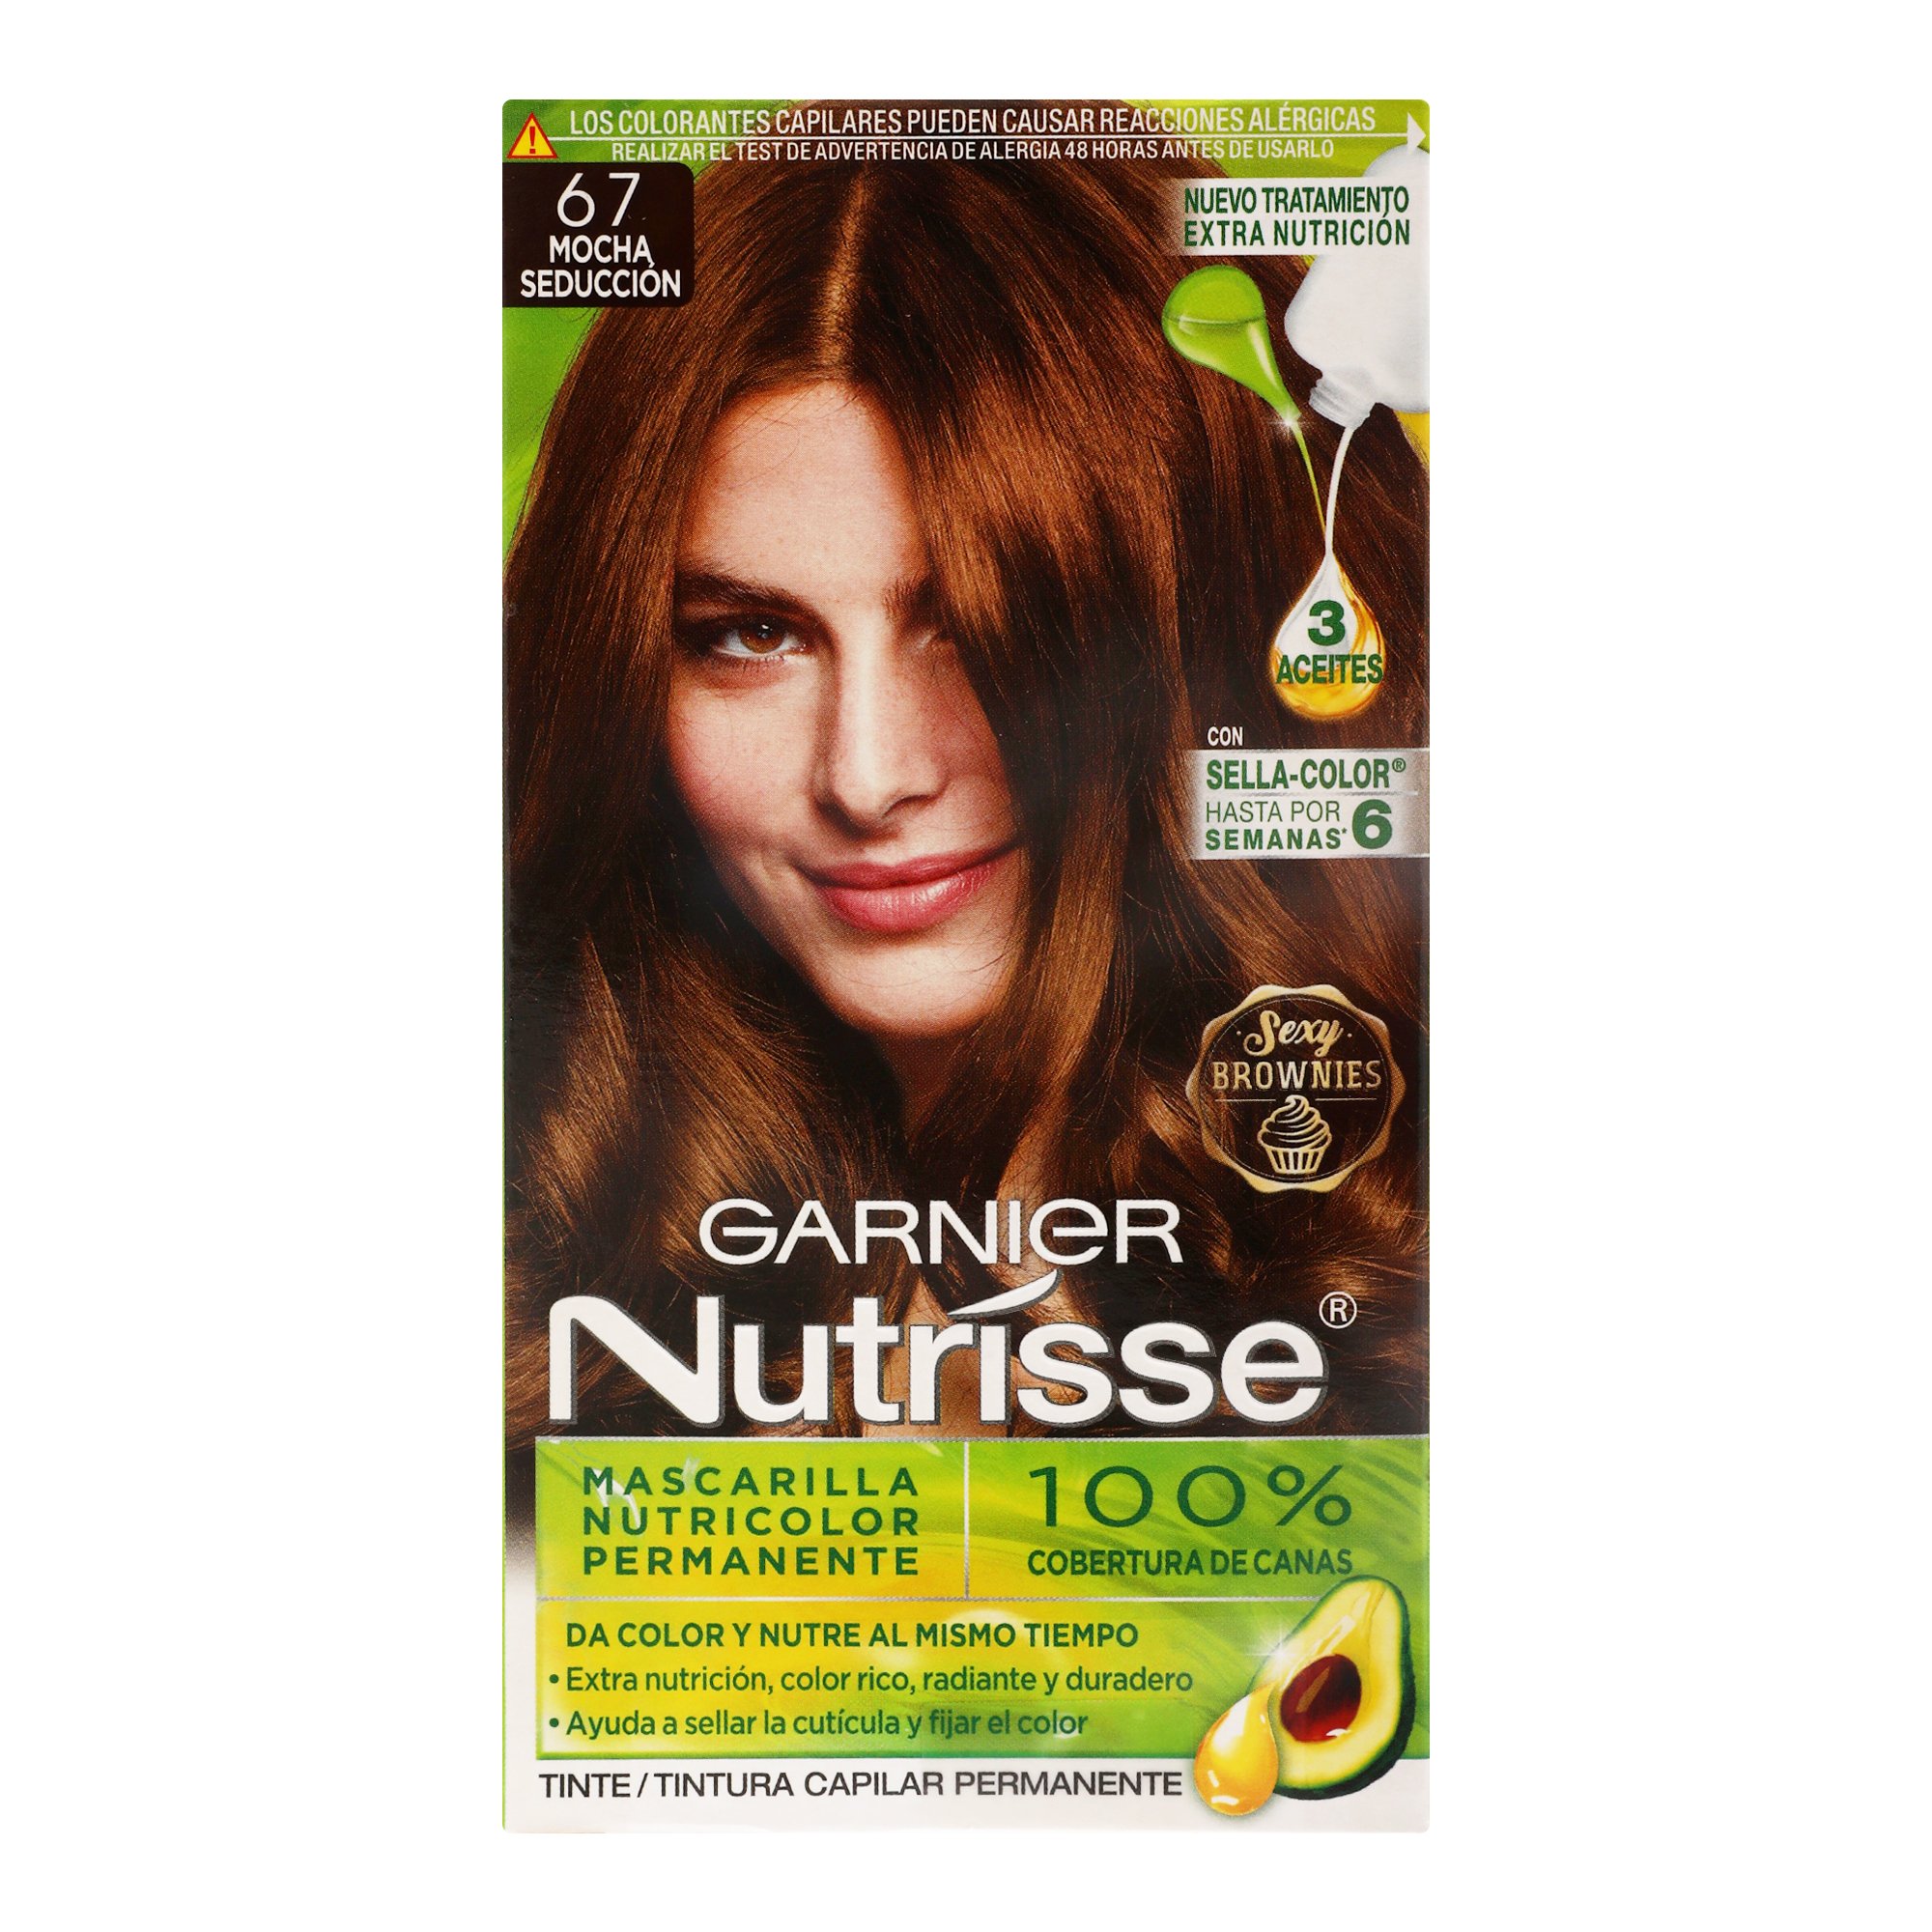 LOS COLORANTES CAPILARES PUEDEN CAUSAR REACCIONES ALÉRGICAS
REALIZAR EL TEST DE ADVERTENCIA DE ALERGIA 48 HORAS ANTES DE USARLO
67
MOCHA
SEDUCCIÓN
NUEVO TRATAMIENTO
EXTRA NUTRICIÓN
3
ACEITES
CON
SELLA-COLOR®
HASTA POR
SEMANAS* 6
Sexy
BROWNIES
GARNIER
Nutrisse®
MASCARILLA
NUTRICOLOR
PERMANENTE
100%
COBERTURA DE CANAS
DA COLOR Y NUTRE AL MISMO TIEMPO
• Extra nutrición, color rico, radiante y duradero
• Ayuda a sellar la cutícula y fijar el color
TINTE / TINTURA CAPILAR PERMANENTE